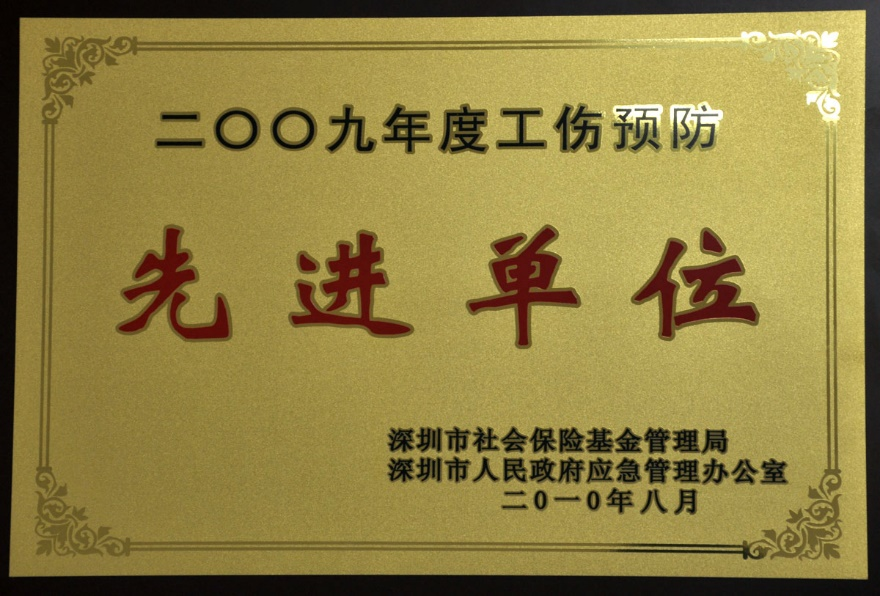 二〇〇九年度工伤预防
先进单位
深圳市社会保险基金管理局
深圳市人民政府应急管理办公室
二0一0年八月